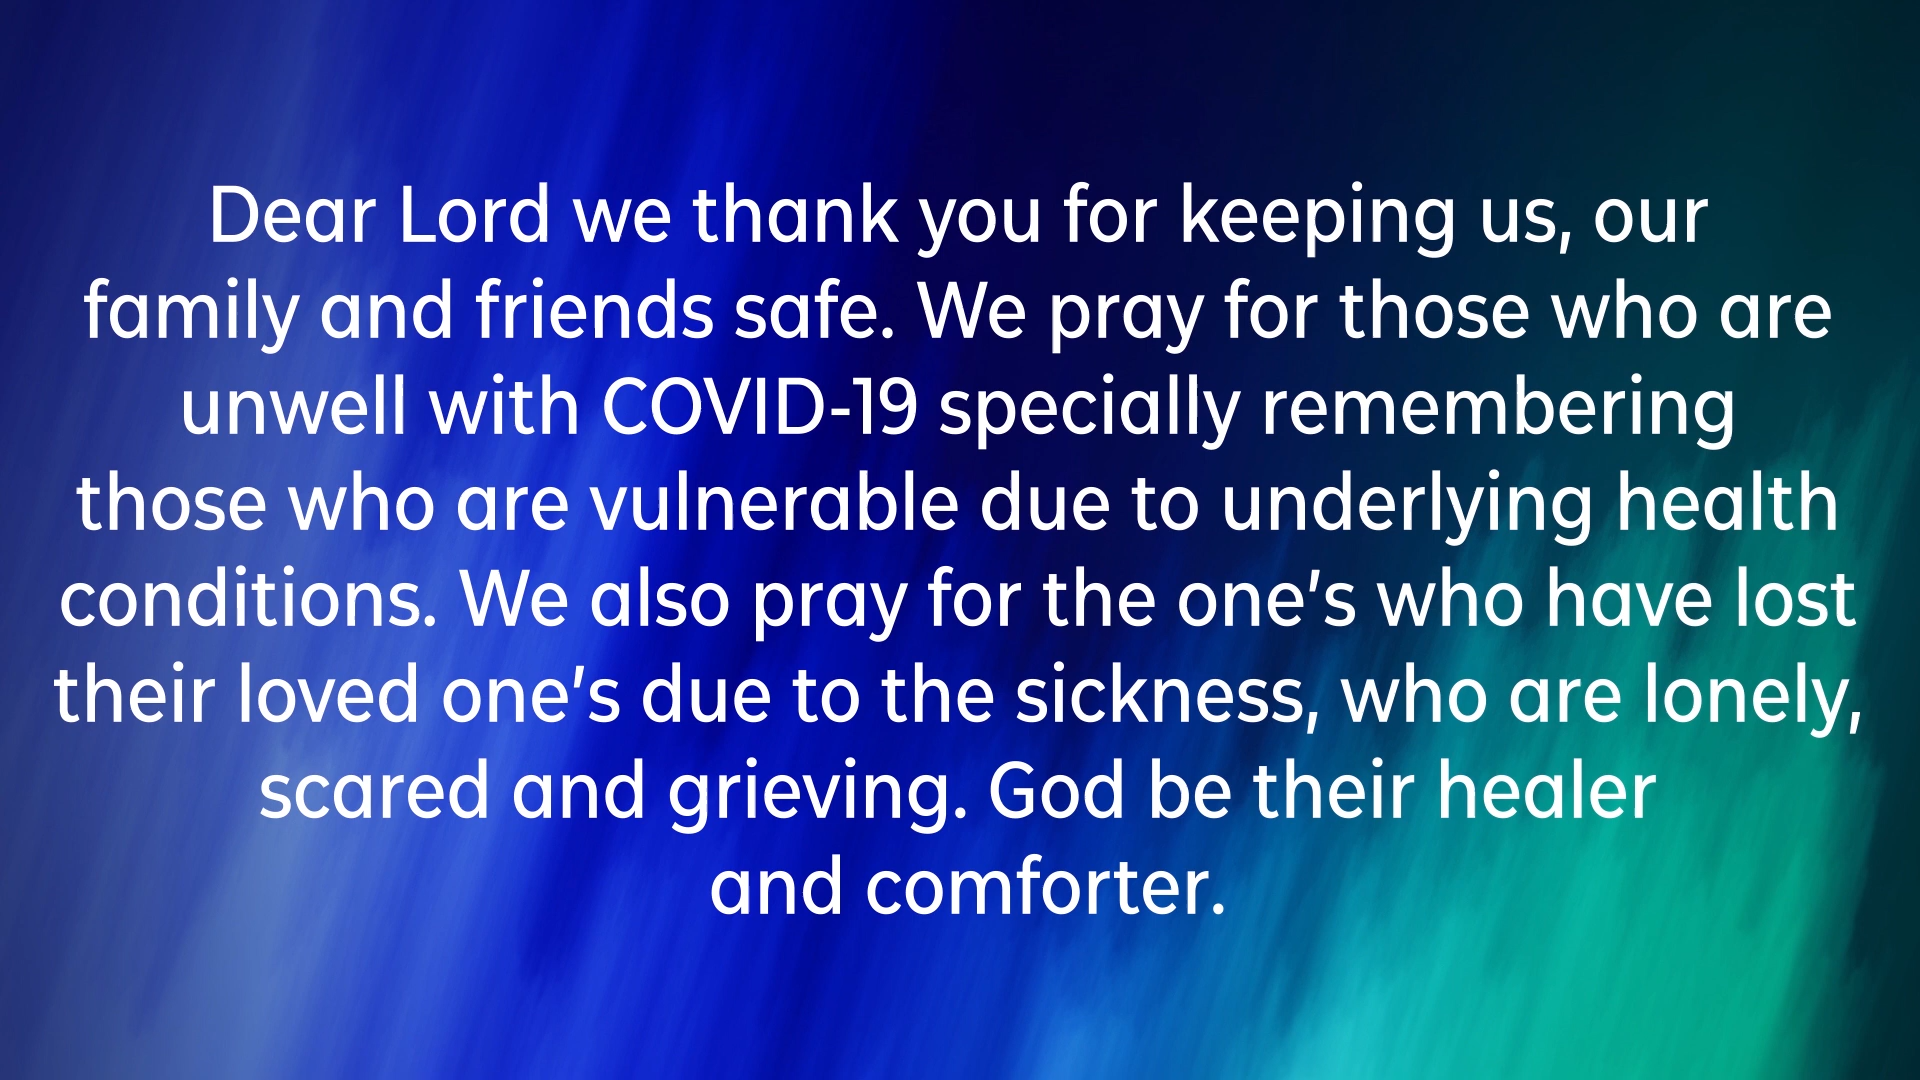 Dear Lord we thank you for keeping us, our
family and friends safe. We pray for those who are
unwell with COVID-19 specially remembering
those who are vulnerable due to underlying health
conditions. We also pray for the one's who have lost
their loved one's due to the sickness, who are lonely,
scared and grieving. God be their healer
and comforter.